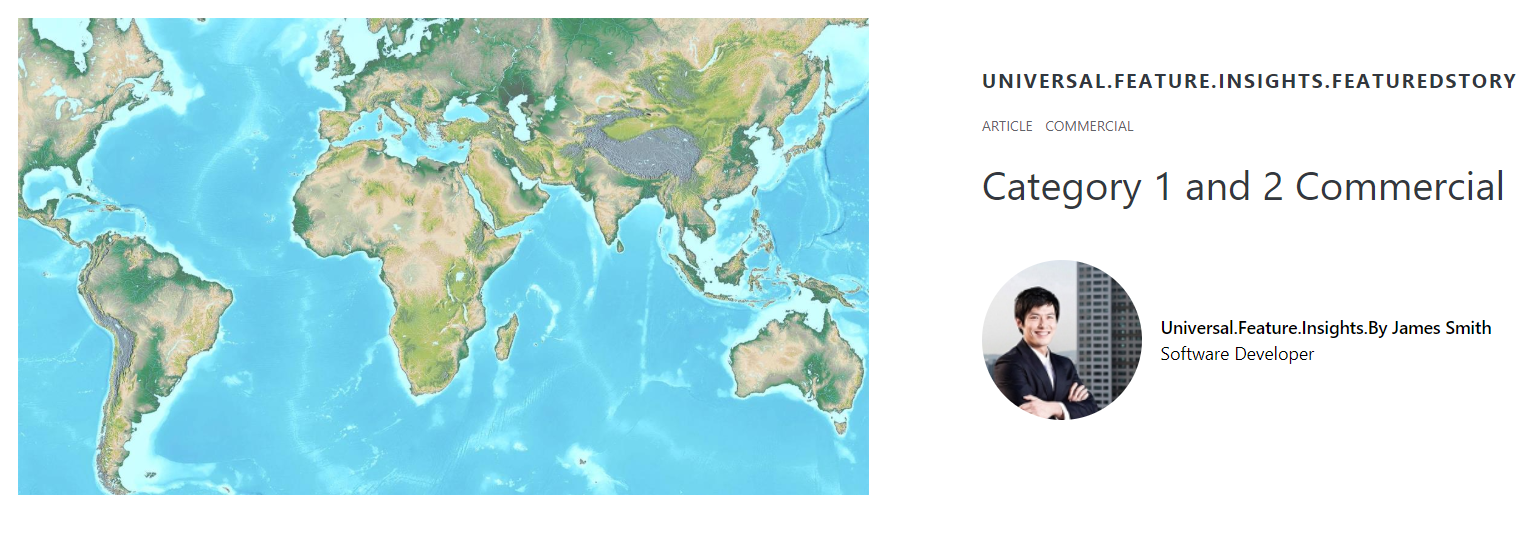 UNIVERSAL.FEATURE.INSIGHTS.FEATUREDSTORY
ARTICLE COMMERCIAL
Category 1 and 2 Commercial
Universal.Feature.Insights.By James Smith
Software Developer